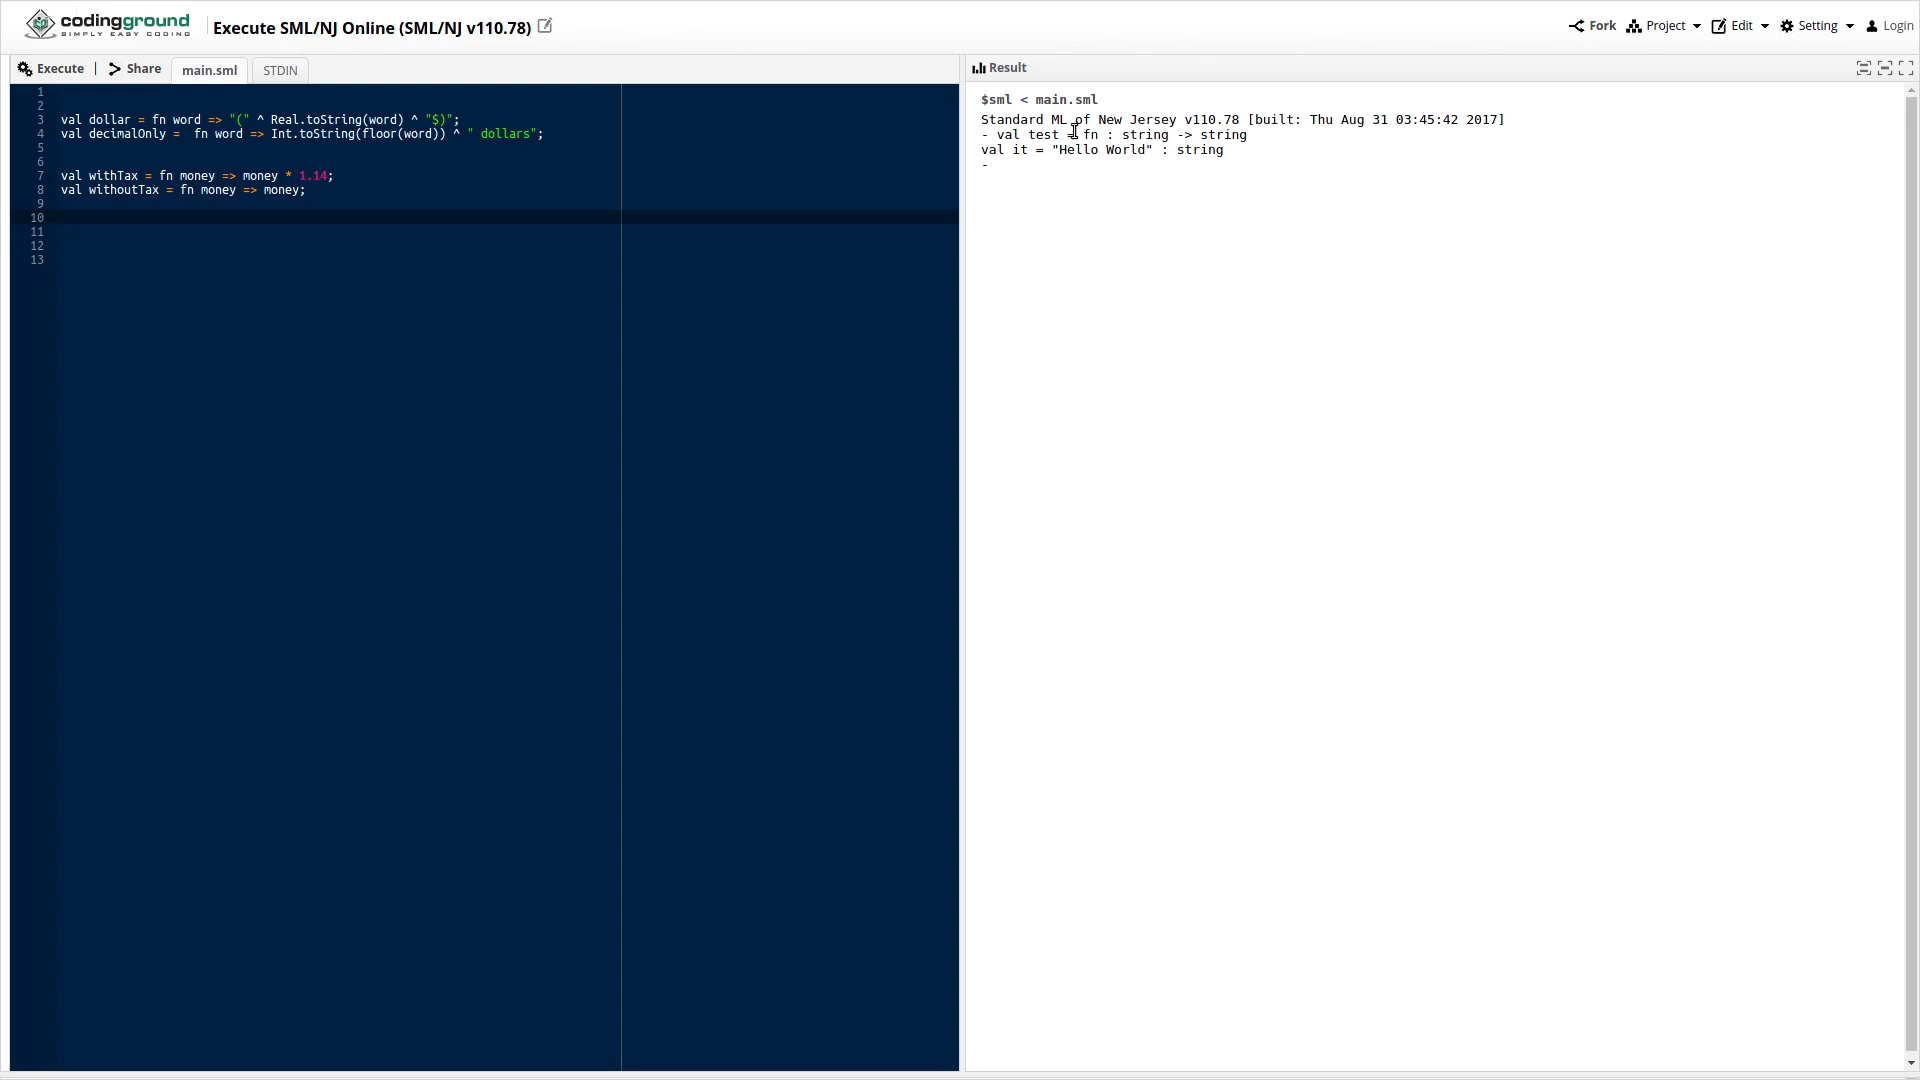 codingground
SIMPLY EASY CODING
Execute SML/NJ Online (SML/NJ v110.78)
Fork
Project
Edit
Setting
Login
Execute | Share main.sml STDIN
1
2
3 val dollar = fn word => "(" ^ Real.toString(word) ^ "$)";
4 val decimalOnly =  fn word => Int.toString(floor(word)) ^ " dollars";
5
6
7 val withTax = fn money => money * 1.14;
8 val withoutTax = fn money => money;
9
10
11
12
13
Result
$sml < main.sml
Standard ML of New Jersey v110.78 [built: Thu Aug 31 03:45:42 2017]
- val test = fn : string -> string
val it = "Hello World" : string
-